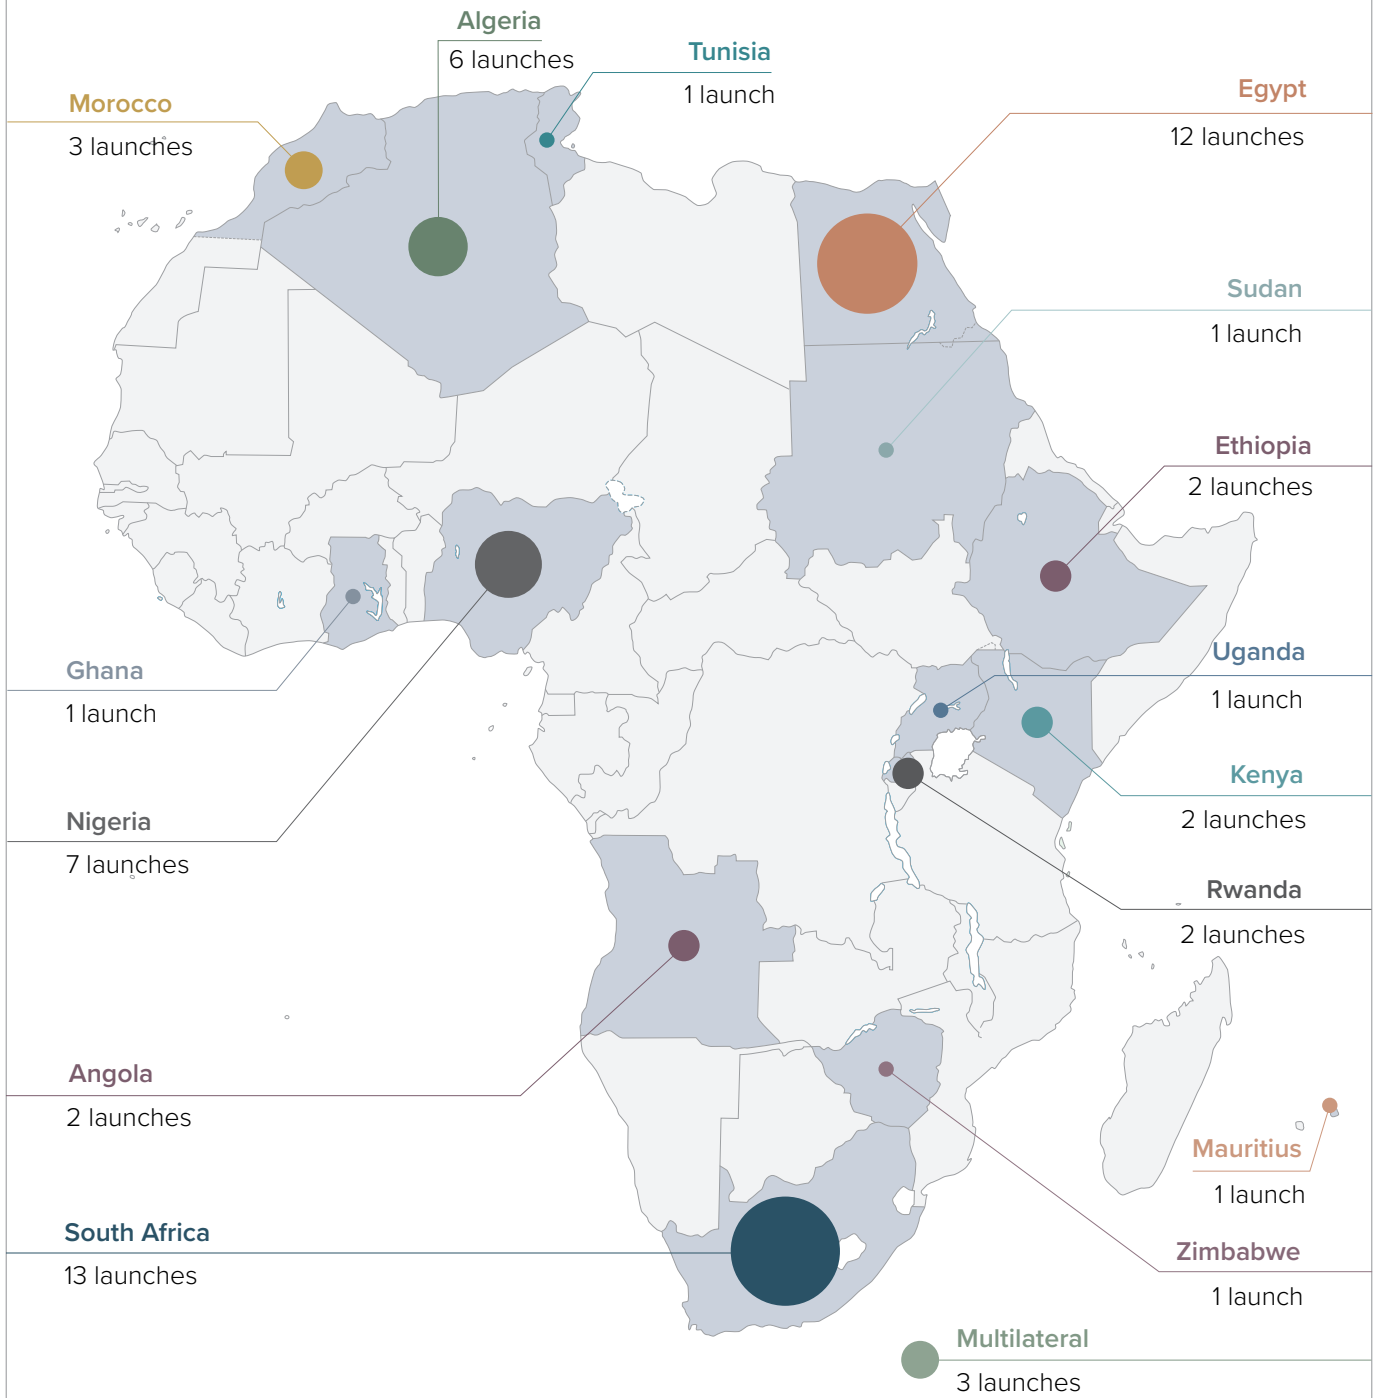 Algeria
6 launches
Tunisia
1 launch
Morocco
3 launches
Egypt
12 launches
Sudan
1 launch
Ethiopia
2 launches
Ghana
1 launch
Uganda
1 launch
Kenya
2 launches
Nigeria
7 launches
Rwanda
2 launches
Angola
2 launches
Mauritius
1 launch
South Africa
13 launches
Zimbabwe
1 launch
Multilateral
3 launches